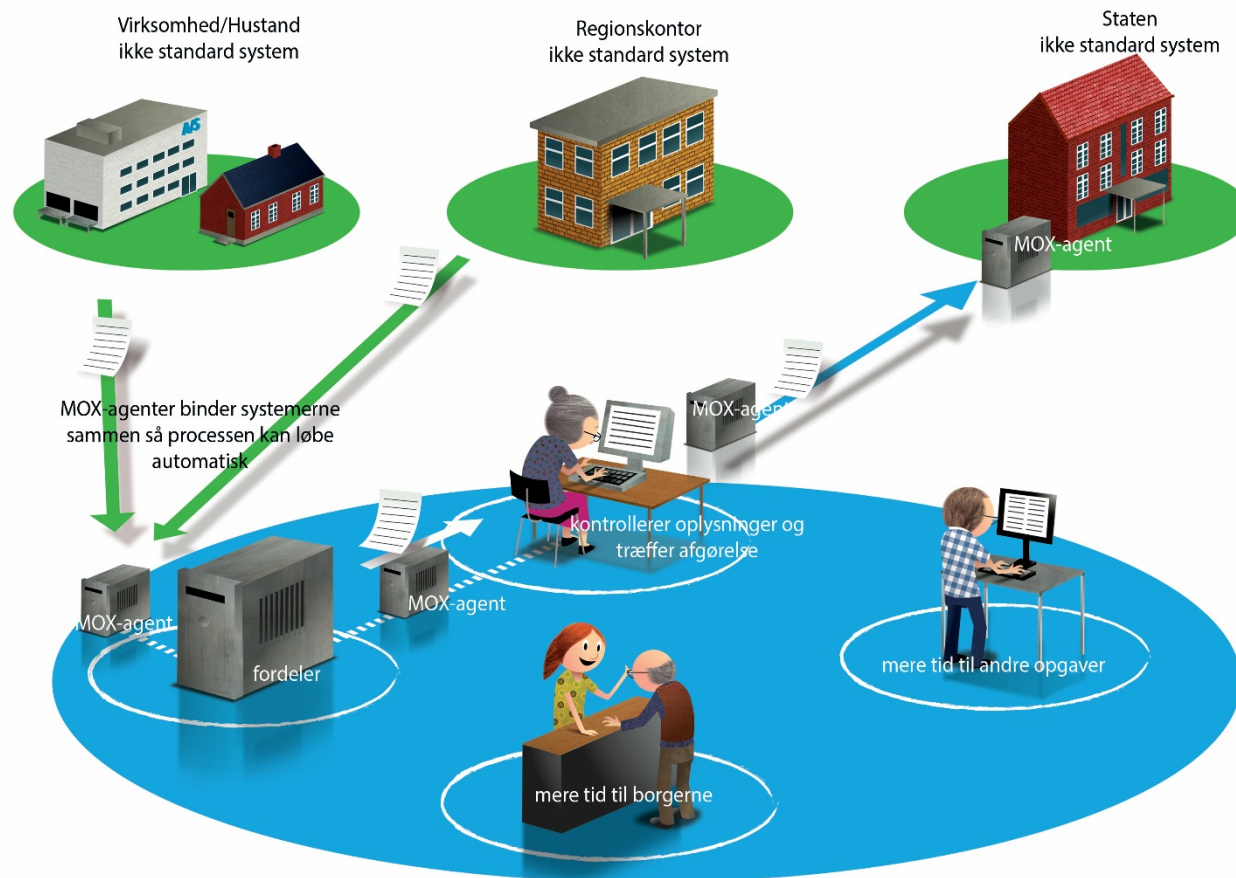 Virksomhed/Hustand
ikke standard system
Regionskontor
ikke standard system
Staten
ikke standard system
A/S
MOX-agent
MOX-agent
MOX-agenter binder systemerne
sammen så processen kan løbe
automatisk
kontrollerer oplysninger og
træffer afgørelse
MOX-agent
MOX-agent
fordeler
mere tid til andre opgaver
mere tid til borgerne